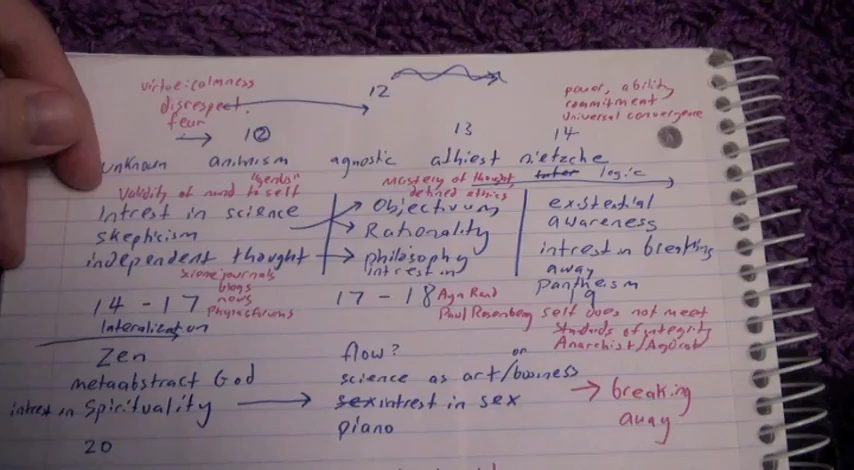 virtue: calmness
12
power, ability
disrespect
commitment
fear
universal convergence
10
13
14
unknown animism agnostic athiest nietzche
logic
Validity of mind to self
mastery of thought
defined ethics
intrest in science
Objectivism
existential
skepticism
Rationality
awareness
independent thought
philosophy
intrest in breaking
science journals
intrest in
away
blogs
Pantheism
14 - 17
news
17 - 18
Ayn Rand
19
Physicsforums
Paul Rosenberg
self does not meet
Interalization
standards of integrity
Anarchist/Agorist
Zen
flow?
or
metaabstract God
science as art/business
intrest in Spirituality
sex intrest in sex
breaking
piano
away
20